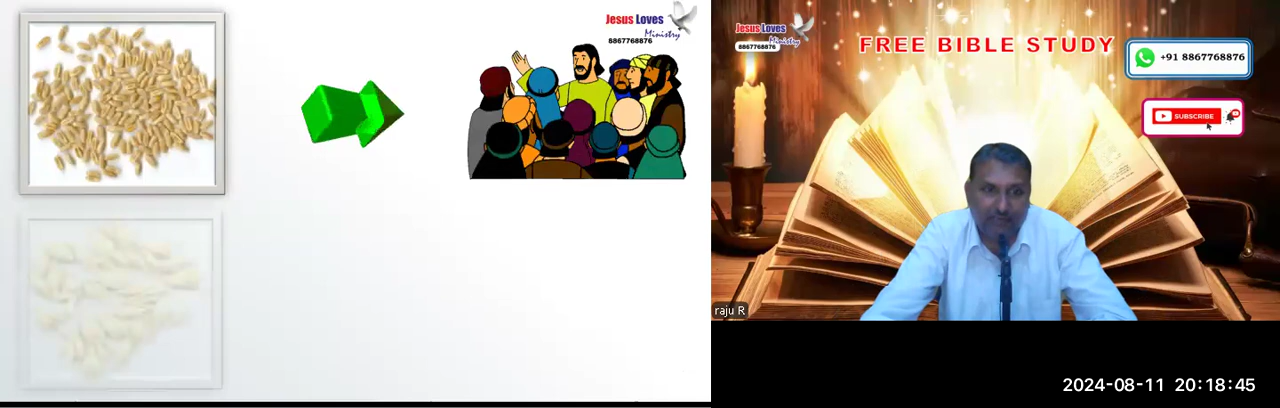 Jesus Loves
Ministry
8867768876
Jesus Loves
Ministry
8867768876
FREE BIBLE STUDY
+91 8867768876
SUBSCRIBE
raju R
2024-08-11 20:18:45